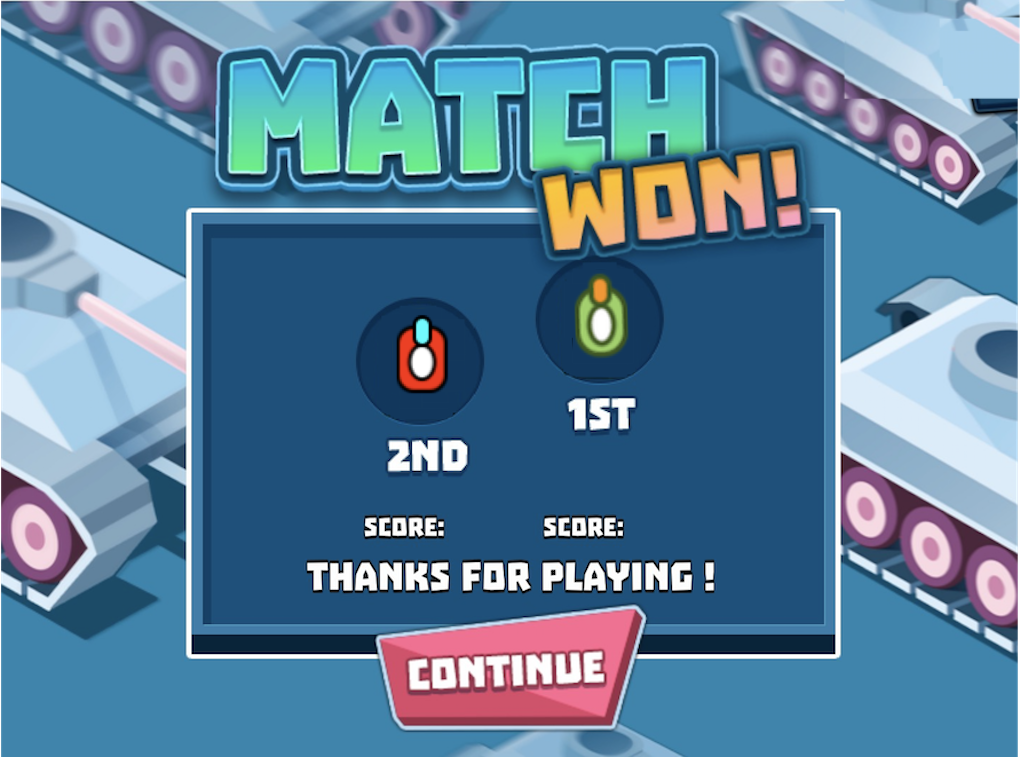 MATCH
WON!
1ST
2ND
SCORE: SCORE:
THANKS FOR PLAYING !
CONTINUE